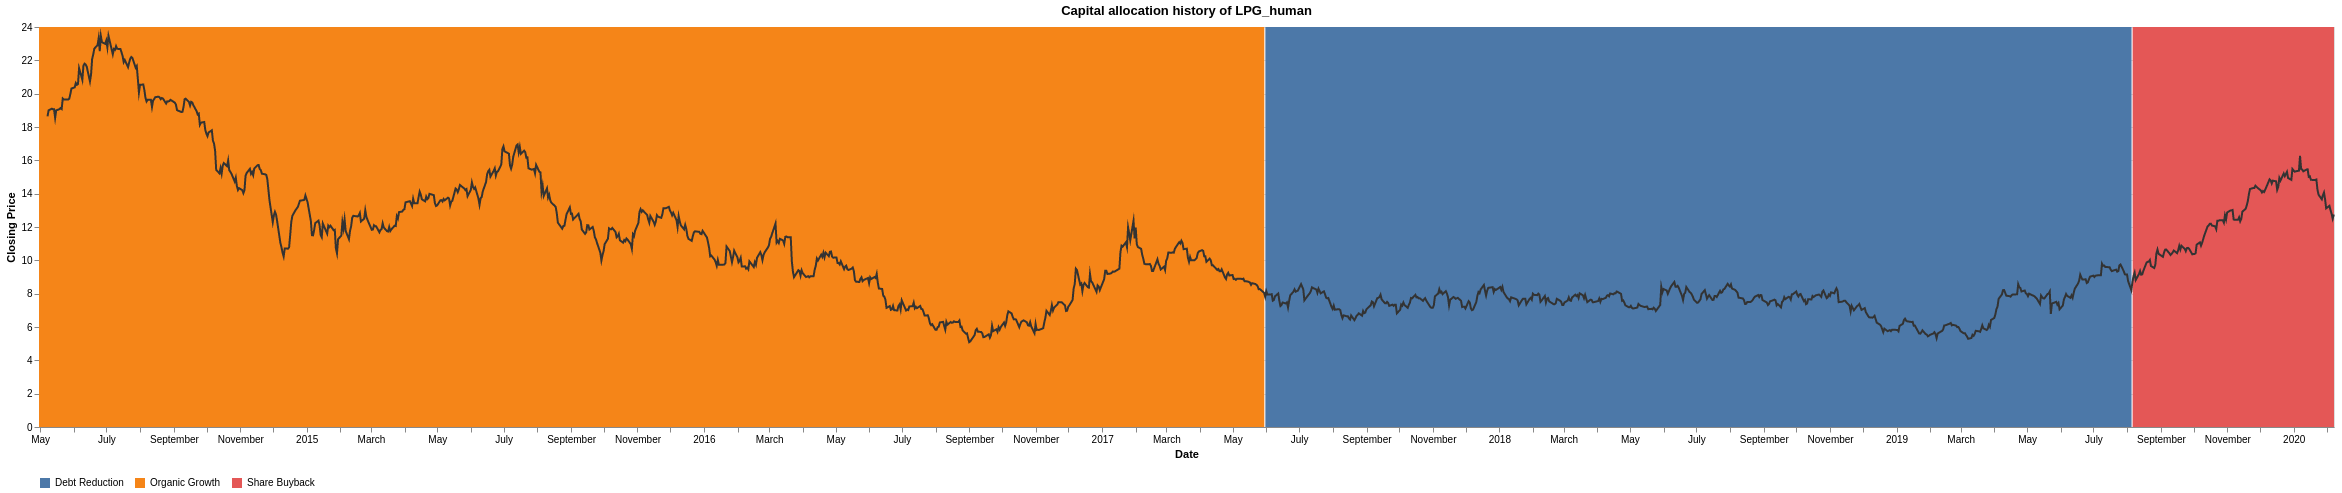 Capital allocation history of LPG_human
24
22
20
18
16
14
12
10
8
6
4
2
0
Closing Price
May July September November 2015 March May July September November 2016 March May July September November 2017 March May July September November 2018 March May July September November 2019 March May July September November 2020
Date
Debt Reduction Organic Growth Share Buyback